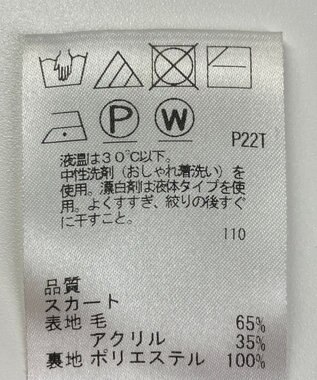 P W
P22T
液温は30℃以下。
中性洗剤(おしゃれ着洗い)を
使用。漂白剤は液体タイプを使
用。よくすすぎ、絞りの後すぐ
に干すこと。
110
品質
スカート
表地 毛 65%
アクリル 35%
裏地 ポリエステル 100%